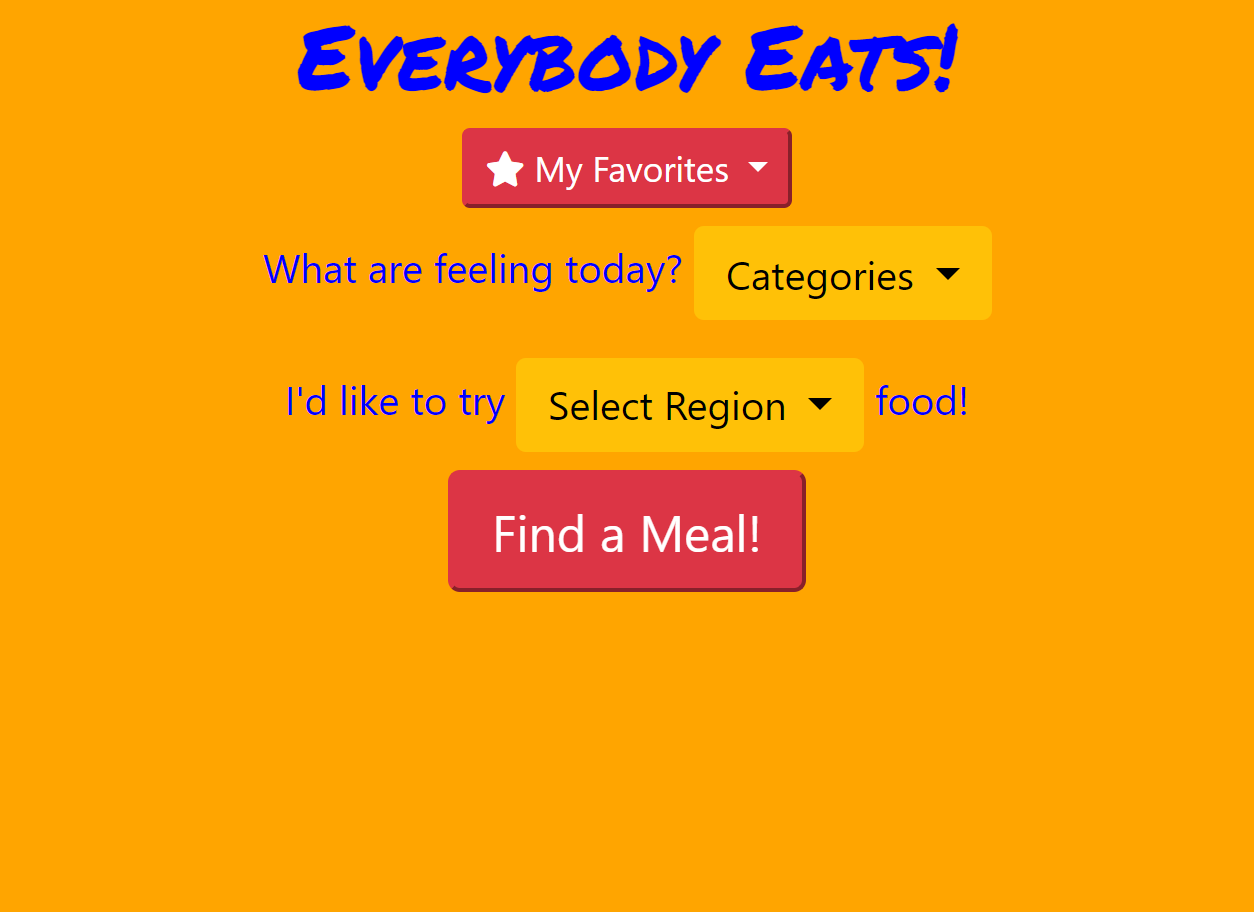 Everybody Eats!
My Favorites
What are feeling today? Categories
I'd like to try Select Region food!
Find a Meal!